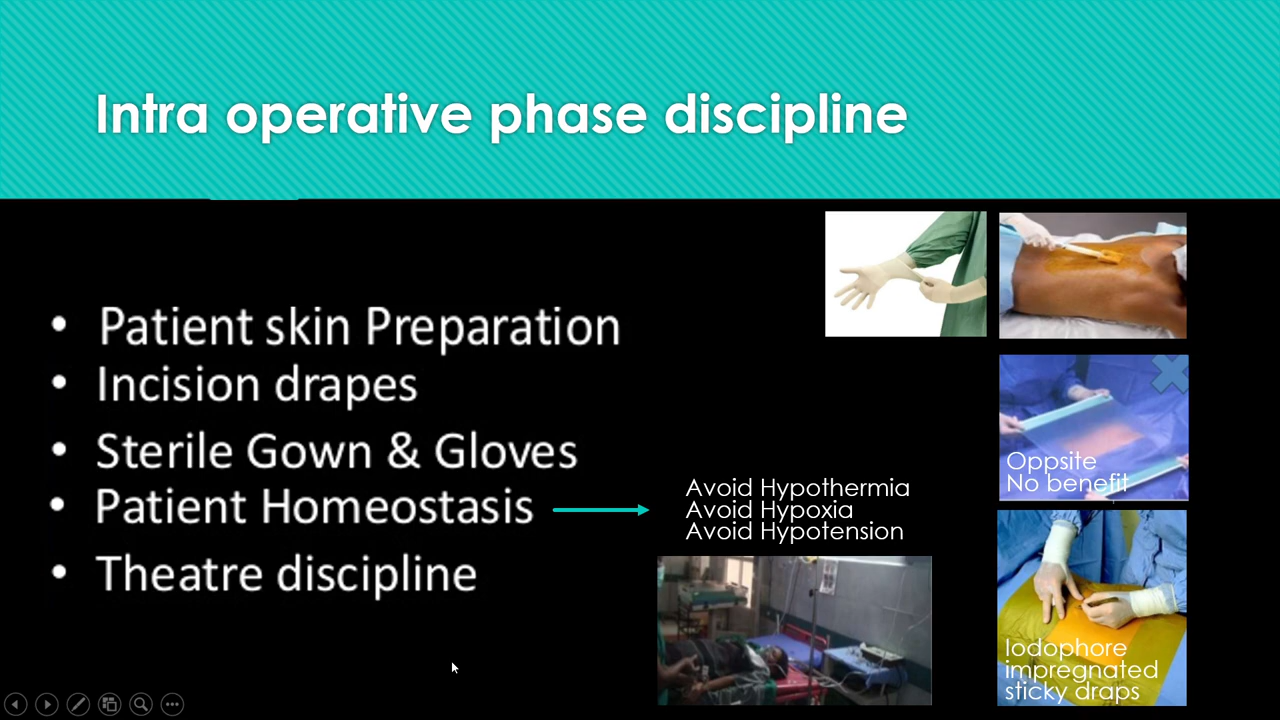 Intra operative phase discipline
• Patient skin Preparation
• Incision drapes
• Sterile Gown & Gloves
• Patient Homeostasis
• Theatre discipline
Avoid Hypothermia
Avoid Hypoxia
Avoid Hypotension
Oppsite
No benefit
Iodophore
impregnated
sticky draps